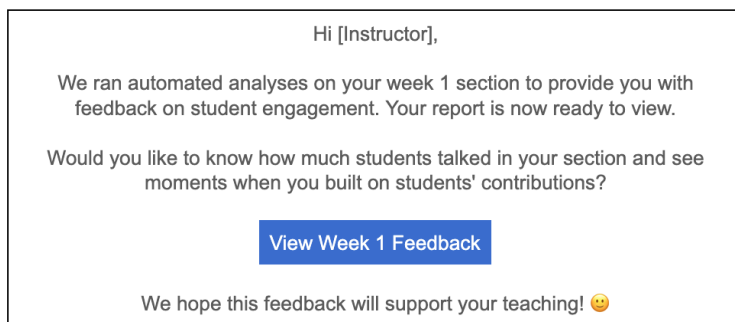 Hi [Instructor],
We ran automated analyses on your week 1 section to provide you with
feedback on student engagement. Your report is now ready to view.
Would you like to know how much students talked in your section and see
moments when you built on students' contributions?
View Week 1 Feedback
We hope this feedback will support your teaching! 🙂